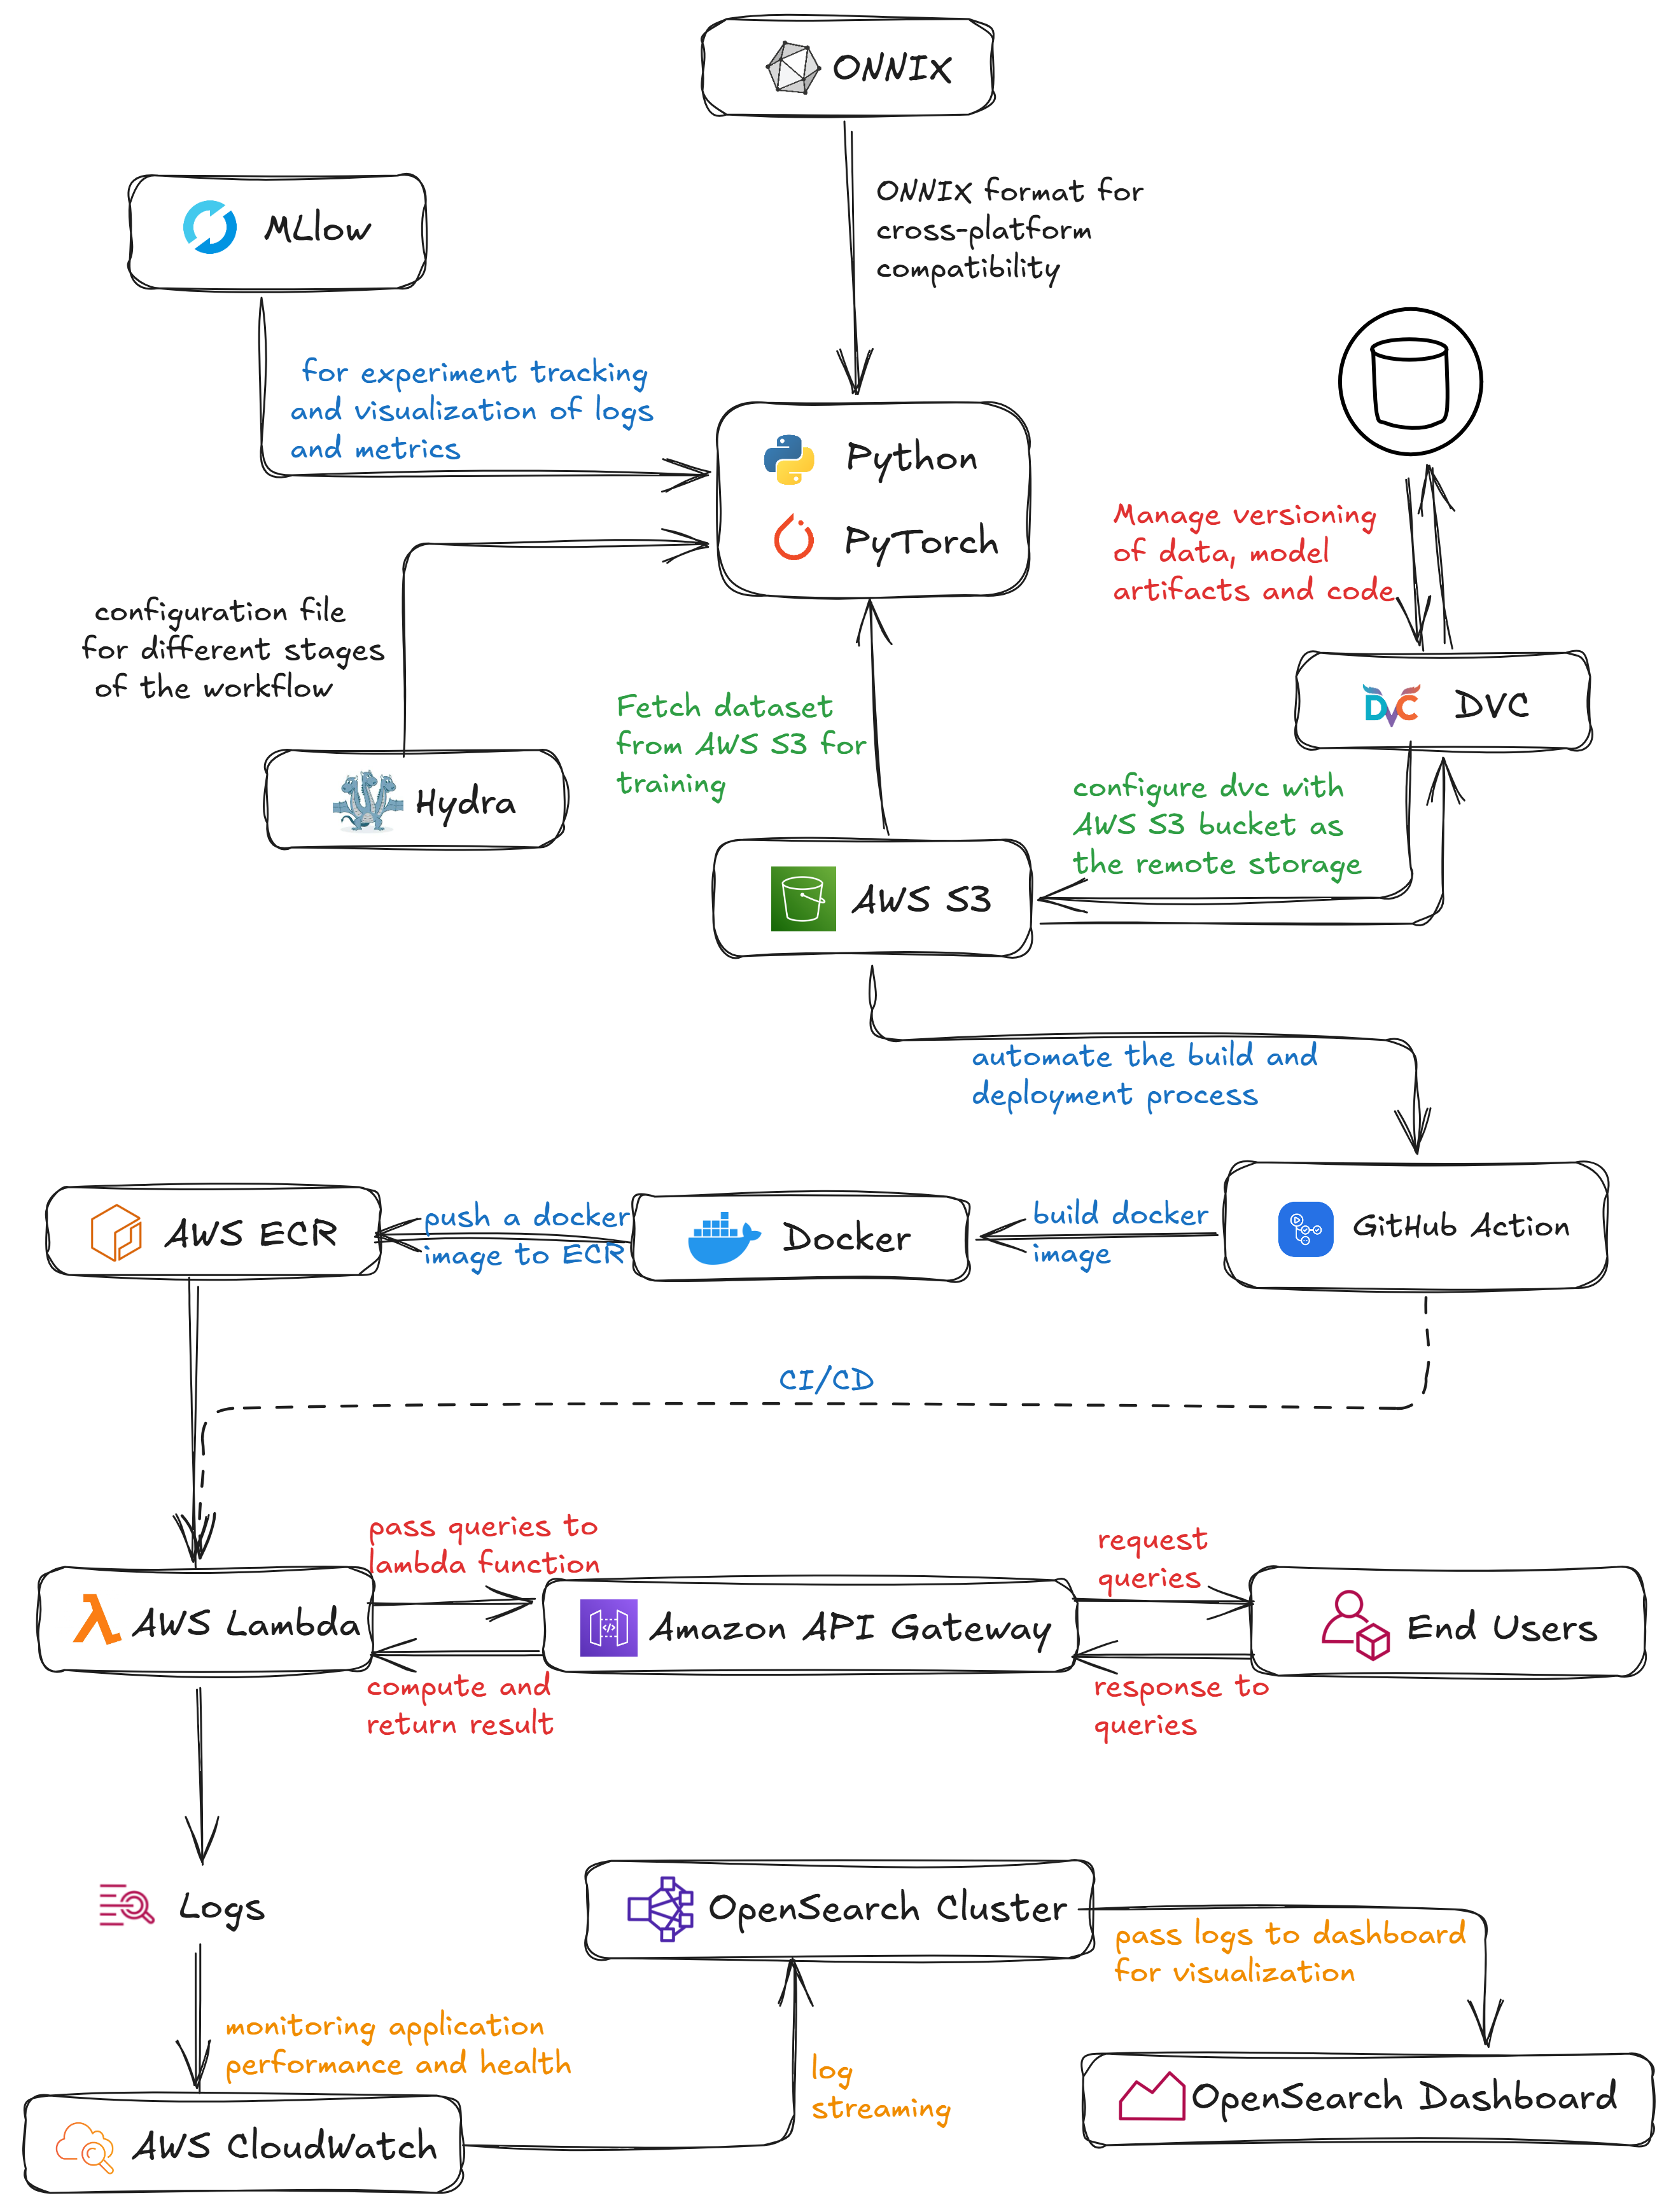 ONNIX
ONNIX format for
cross-platform
compatibility
MLlow
for experiment tracking
and visualization of logs
and metrics
Python
PyTorch
Manage versioning
of data, model
artifacts and code
configuration file
for different stages
of the workflow
DVC
DVC
Fetch dataset
from AWS S3 for
training
Hydra
configure dvc with
AWS S3 bucket as
the remote storage
AWS S3
automate the build and
deployment process
AWS ECR
push a docker
image to ECR
Docker
build docker
image
GitHub Action
CI/CD
pass queries to
lambda function
request
queries
AWS Lambda
Amazon API Gateway
End Users
compute and
return result
response to
queries
Logs
OpenSearch Cluster
pass logs to dashboard
for visualization
monitoring application
performance and health
log
streaming
AWS CloudWatch
OpenSearch Dashboard